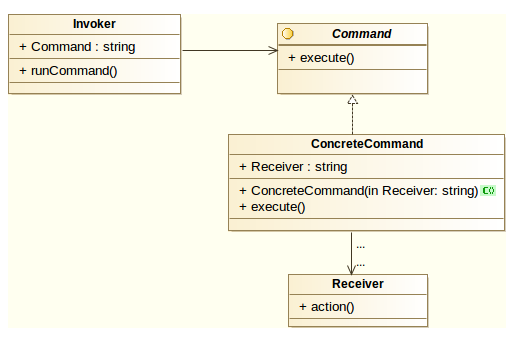 Invoker
+ Command : string
+ runCommand()
Command
+ execute()
ConcreteCommand
+ Receiver : string
+ ConcreteCommand(in Receiver: string)
+ execute()
...
...
Receiver
+ action()